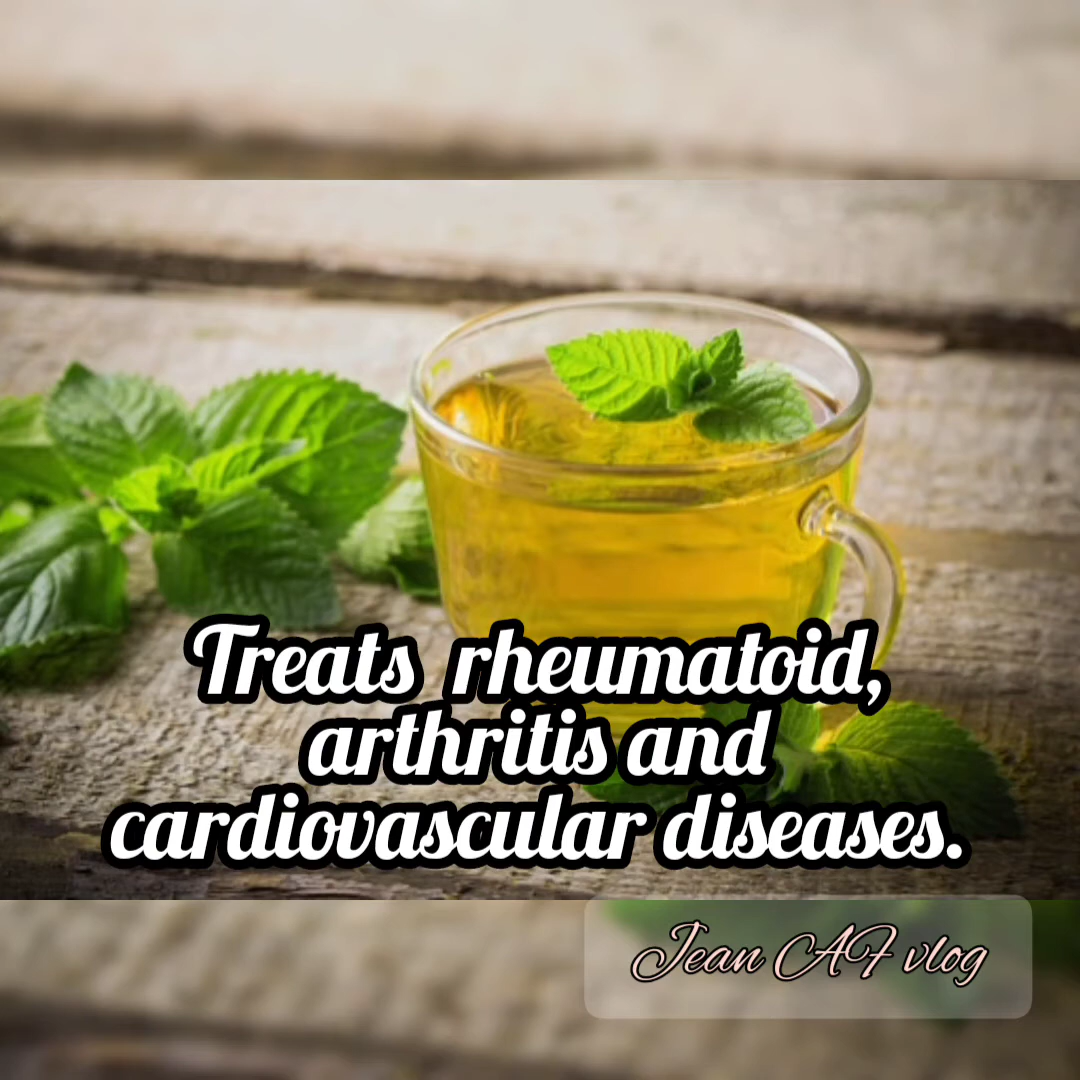 Treats rheumatoid,
arthritis and
cardiovascular diseases.
Jean AF vlog